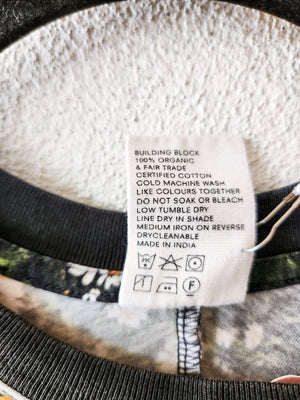 BUILDING BLOCK
100% ORGANIC
& FAIR TRADE
CERTIFIED COTTON
COLD MACHINE WASH
LIKE COLOURS TOGETHER
DO NOT SOAK OR BLEACH
LOW TUMBLE DRY
LINE DRY IN SHADE
MEDIUM IRON ON REVERSE
DRYCLEANABLE
MADE IN INDIA
F